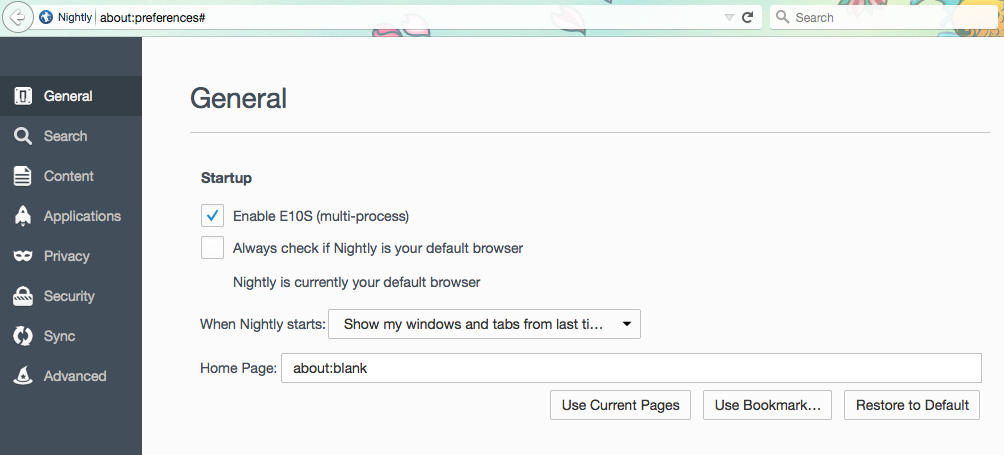 Nightly about:preferences# Search
General
Search
Content
Applications
Privacy
Security
Sync
Advanced
General
Startup
Enable E10S (multi-process)
Always check if Nightly is your default browser
Nightly is currently your default browser
When Nightly starts: Show my windows and tabs from last ti...
Home Page: about:blank
Use Current Pages Use Bookmark... Restore to Default